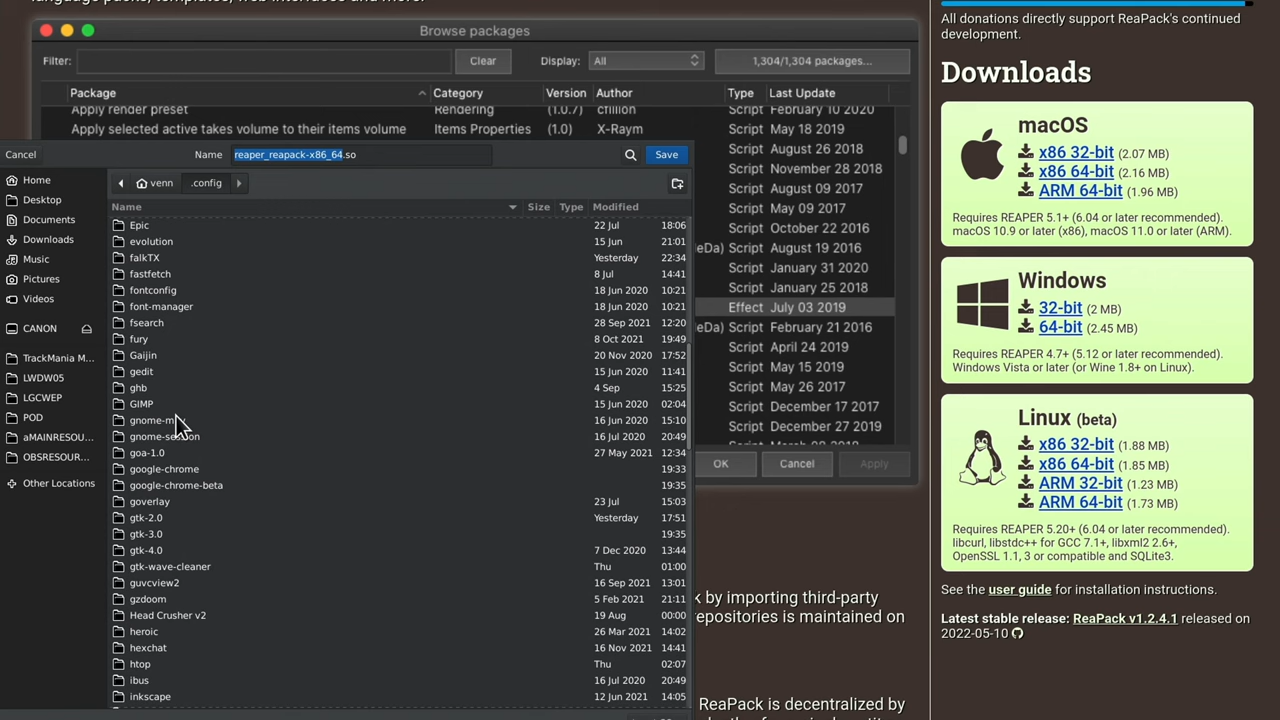 language packs, templates, web interfaces and more.
Browse packages
Filter:
Clear
Display:
All
1,304/1,304 packages...
Package
Category
Version
Author
Type
Last Update
Apply render preset
Rendering
(1.0.7)
cfillion
Script
February 10 2020
Apply selected active takes volume to their items volume
Items Properties
(1.0)
X-Raym
Script
May 18 2019
Script
August 26 2018
Script
November 28 2018
Script
August 09 2017
Script
May 09 2017
Script
October 22 2016
eDa)
Script
August 19 2016
Script
January 31 2020
Script
January 25 2018
Effect
July 03 2019
eDa)
Script
February 21 2016
Script
April 24 2019
Script
May 15 2019
Script
May 26 2017
Script
December 17 2017
Script
December 27 2019
Script
March 08 2017
OK
Cancel
Apply
Cancel
Name
reaper_reapack-x86_64.so
Save
Home
Desktop
Documents
Downloads
Music
Pictures
Videos
CANON
TrackMania M...
LWDW05
LGCWEP
POD
aMAINRESOU...
OBSRESOUR...
Other Locations
venn
.config
Name
Size
Type
Modified
Epic 22 Jul 18:06
evolution 15 Jun 21:01
falkTX Yesterday 22:34
fastfetch 8 Jul 14:41
fontconfig 18 Jun 2020 10:21
font-manager 18 Jun 2020 10:21
fsearch 28 Sep 2021 12:20
fury 8 Oct 2021 19:49
Gaijin 20 Nov 2020 17:52
gedit 15 Jun 2020 11:41
ghb 4 Sep 15:25
GIMP 15 Jun 2020 02:04
16 Jun 2020 15:10
16 Jul 2020 20:49
goa-1.0 27 May 2021 12:34
google-chrome 19:33
google-chrome-beta 19:35
goverlay 23 Jul 15:03
gtk-2.0 Yesterday 17:51
gtk-3.0 19:35
gtk-4.0 7 Dec 2020 13:44
gtk-wave-cleaner Thu 01:00
guvcview2 16 Sep 2021 13:01
gzdoom 5 Feb 2021 21:11
Head Crusher v2 19 Aug 00:00
heroic 26 Mar 2021 14:02
hexchat 16 Nov 2021 14:41
htop Thu 02:07
ibus 16 Jul 2020 20:49
inkscape 12 Jun 2021 14:05
k by importing third-party
epositories is maintained on
ReaPack is decentralized by
All donations directly support ReaPack's continued
development.
Downloads
macOS
x86 32-bit (2.07 MB)
x86 64-bit (2.16 MB)
ARM 64-bit (1.96 MB)
Requires REAPER 5.1+ (6.04 or later recommended).
macOS 10.9 or later (x86), macOS 11.0 or later (ARM).
Windows
32-bit (2 MB)
64-bit (2.45 MB)
Requires REAPER 4.7+ (5.12 or later recommended).
Windows Vista or later (or Wine 1.8+ on Linux).
Linux (beta)
x86 32-bit (1.88 MB)
x86 64-bit (1.85 MB)
ARM 32-bit (1.23 MB)
ARM 64-bit (1.73 MB)
Requires REAPER 5.20+ (6.04 or later recommended).
libcurl, libstdc++ for GCC 7.1+, libxml2 2.6+,
OpenSSL 1.1, 3 or compatible and SQLite3.
See the user guide for installation instructions.
Latest stable release: ReaPack v1.2.4.1 released on
2022-05-10